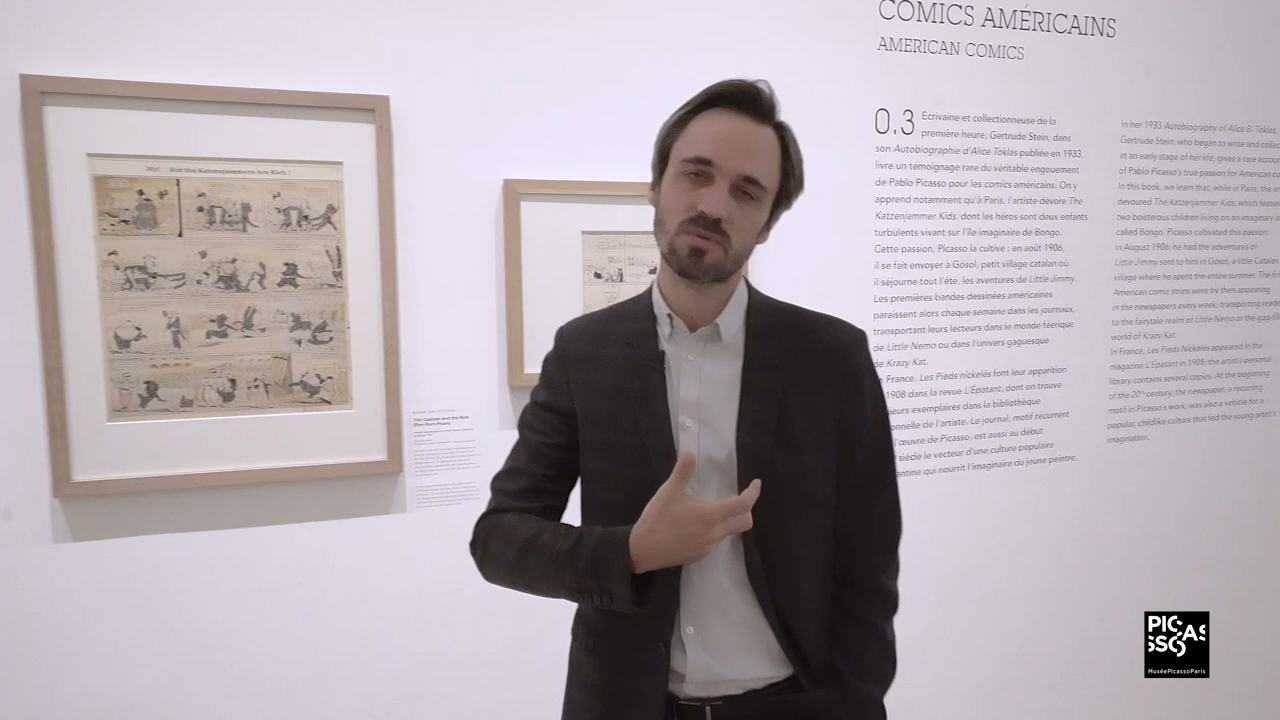 My! But the Katzenjammers Are Rich!
COMICS AMÉRICAINS
AMERICAN COMICS
0.3 Écrivaine et collectionneuse de la
première heure, Gertrude Stein, dans
son Autobiographie d'Alice Toklas publiée en 1933,
livre un témoignage rare du véritable engouement
de Pablo Picasso pour les comics américains. On y
apprend notamment qu'à Paris, l'artiste dévore The
Katzenjammer Kids, dont les héros sont deux enfants
turbulents vivant sur l'île imaginaire de Bongo.
Cette passion, Picasso la cultive : en août 1906,
il se fait envoyer à Gósol, petit village catalan où
il séjourne tout l'été, les aventures de Little Jimmy.
Les premières bandes dessinées américaines
paraissent alors chaque semaine dans les journaux,
transportant leurs lecteurs dans le monde féerique
de Little Nemo ou dans l'univers gaguesque
de Krazy Kat.
France, Les Pieds nickelés font leur apparition
1908 dans la revue L'Épatant, dont on trouve
eurs exemplaires dans la bibliothèque
onnelle de l'artiste. Le journal, motif récurrent
l'œuvre de Picasso, est aussi au début
siècle le vecteur d'une culture populaire
antine qui nourrit l'imaginaire du jeune peintre.
In her 1933 Autobiography of Alice B. Toklas
Gertrude Stein, who began to write and collec
at an early stage of her life, gives a rare accou
of Pablo Picasso's true passion for American co
In this book, we learn that, while in Paris, the ar
devoured The Katzenjammer Kids, which featur
two boisterous children living on an imaginary
called Bongo. Picasso cultivated this passion:
in August 1906, he had the adventures of
Little Jimmy sent to him in Gósol, a little Catalan
village where he spent the entire summer. The fir
American comic strips were by then appearing
in the newspapers every week, transporting reade
to the fairytale realm of Little Nemo or the gag-fill
world of Krazy Kat.
In France, Les Pieds Nickelés appeared in the
magazine L'Épatant in 1908; the artist's personal
library contains several copies. At the beginning
of the 20th century, the newspaper, a recurring
motif in Picasso's work, was also a vehicle for a
popular, childlike culture that fed the young artist's
imagination.
PICASSO
MuséePicassoParis